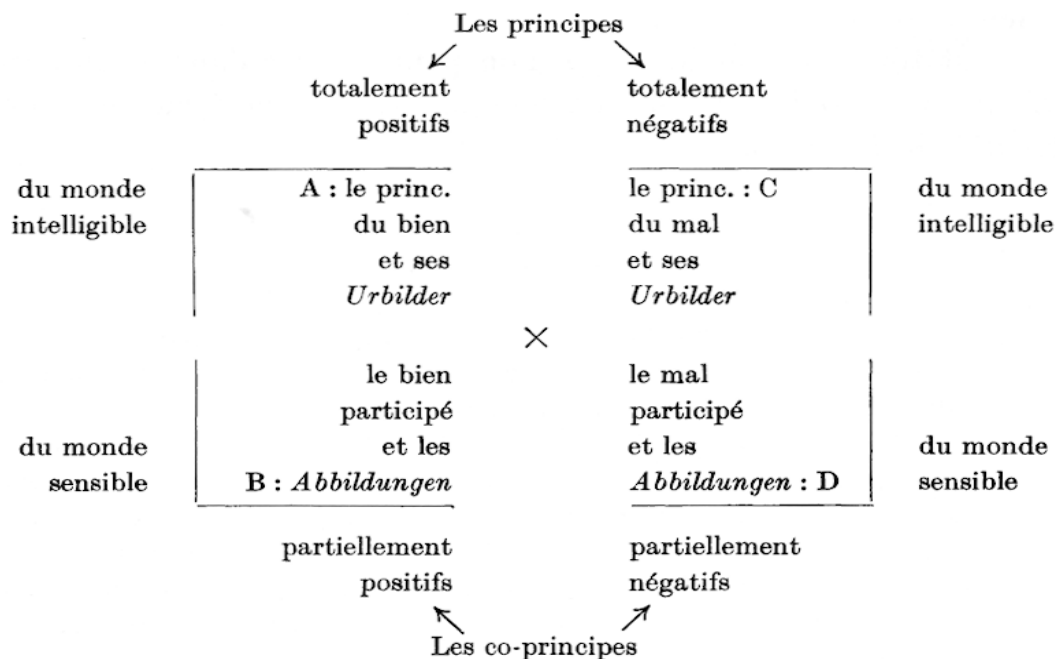 Les principes
totalement totalement
positifs négatifs
du monde A : le princ. le princ. : C du monde
intelligible du bien du mal intelligible
et ses et ses
Urbilder Urbilder
×
le bien le mal
participé participé
du monde et les et les du monde
sensible B : Abbildungen Abbildungen : D sensible
partiellement partiellement
positifs négatifs
Les co-principes